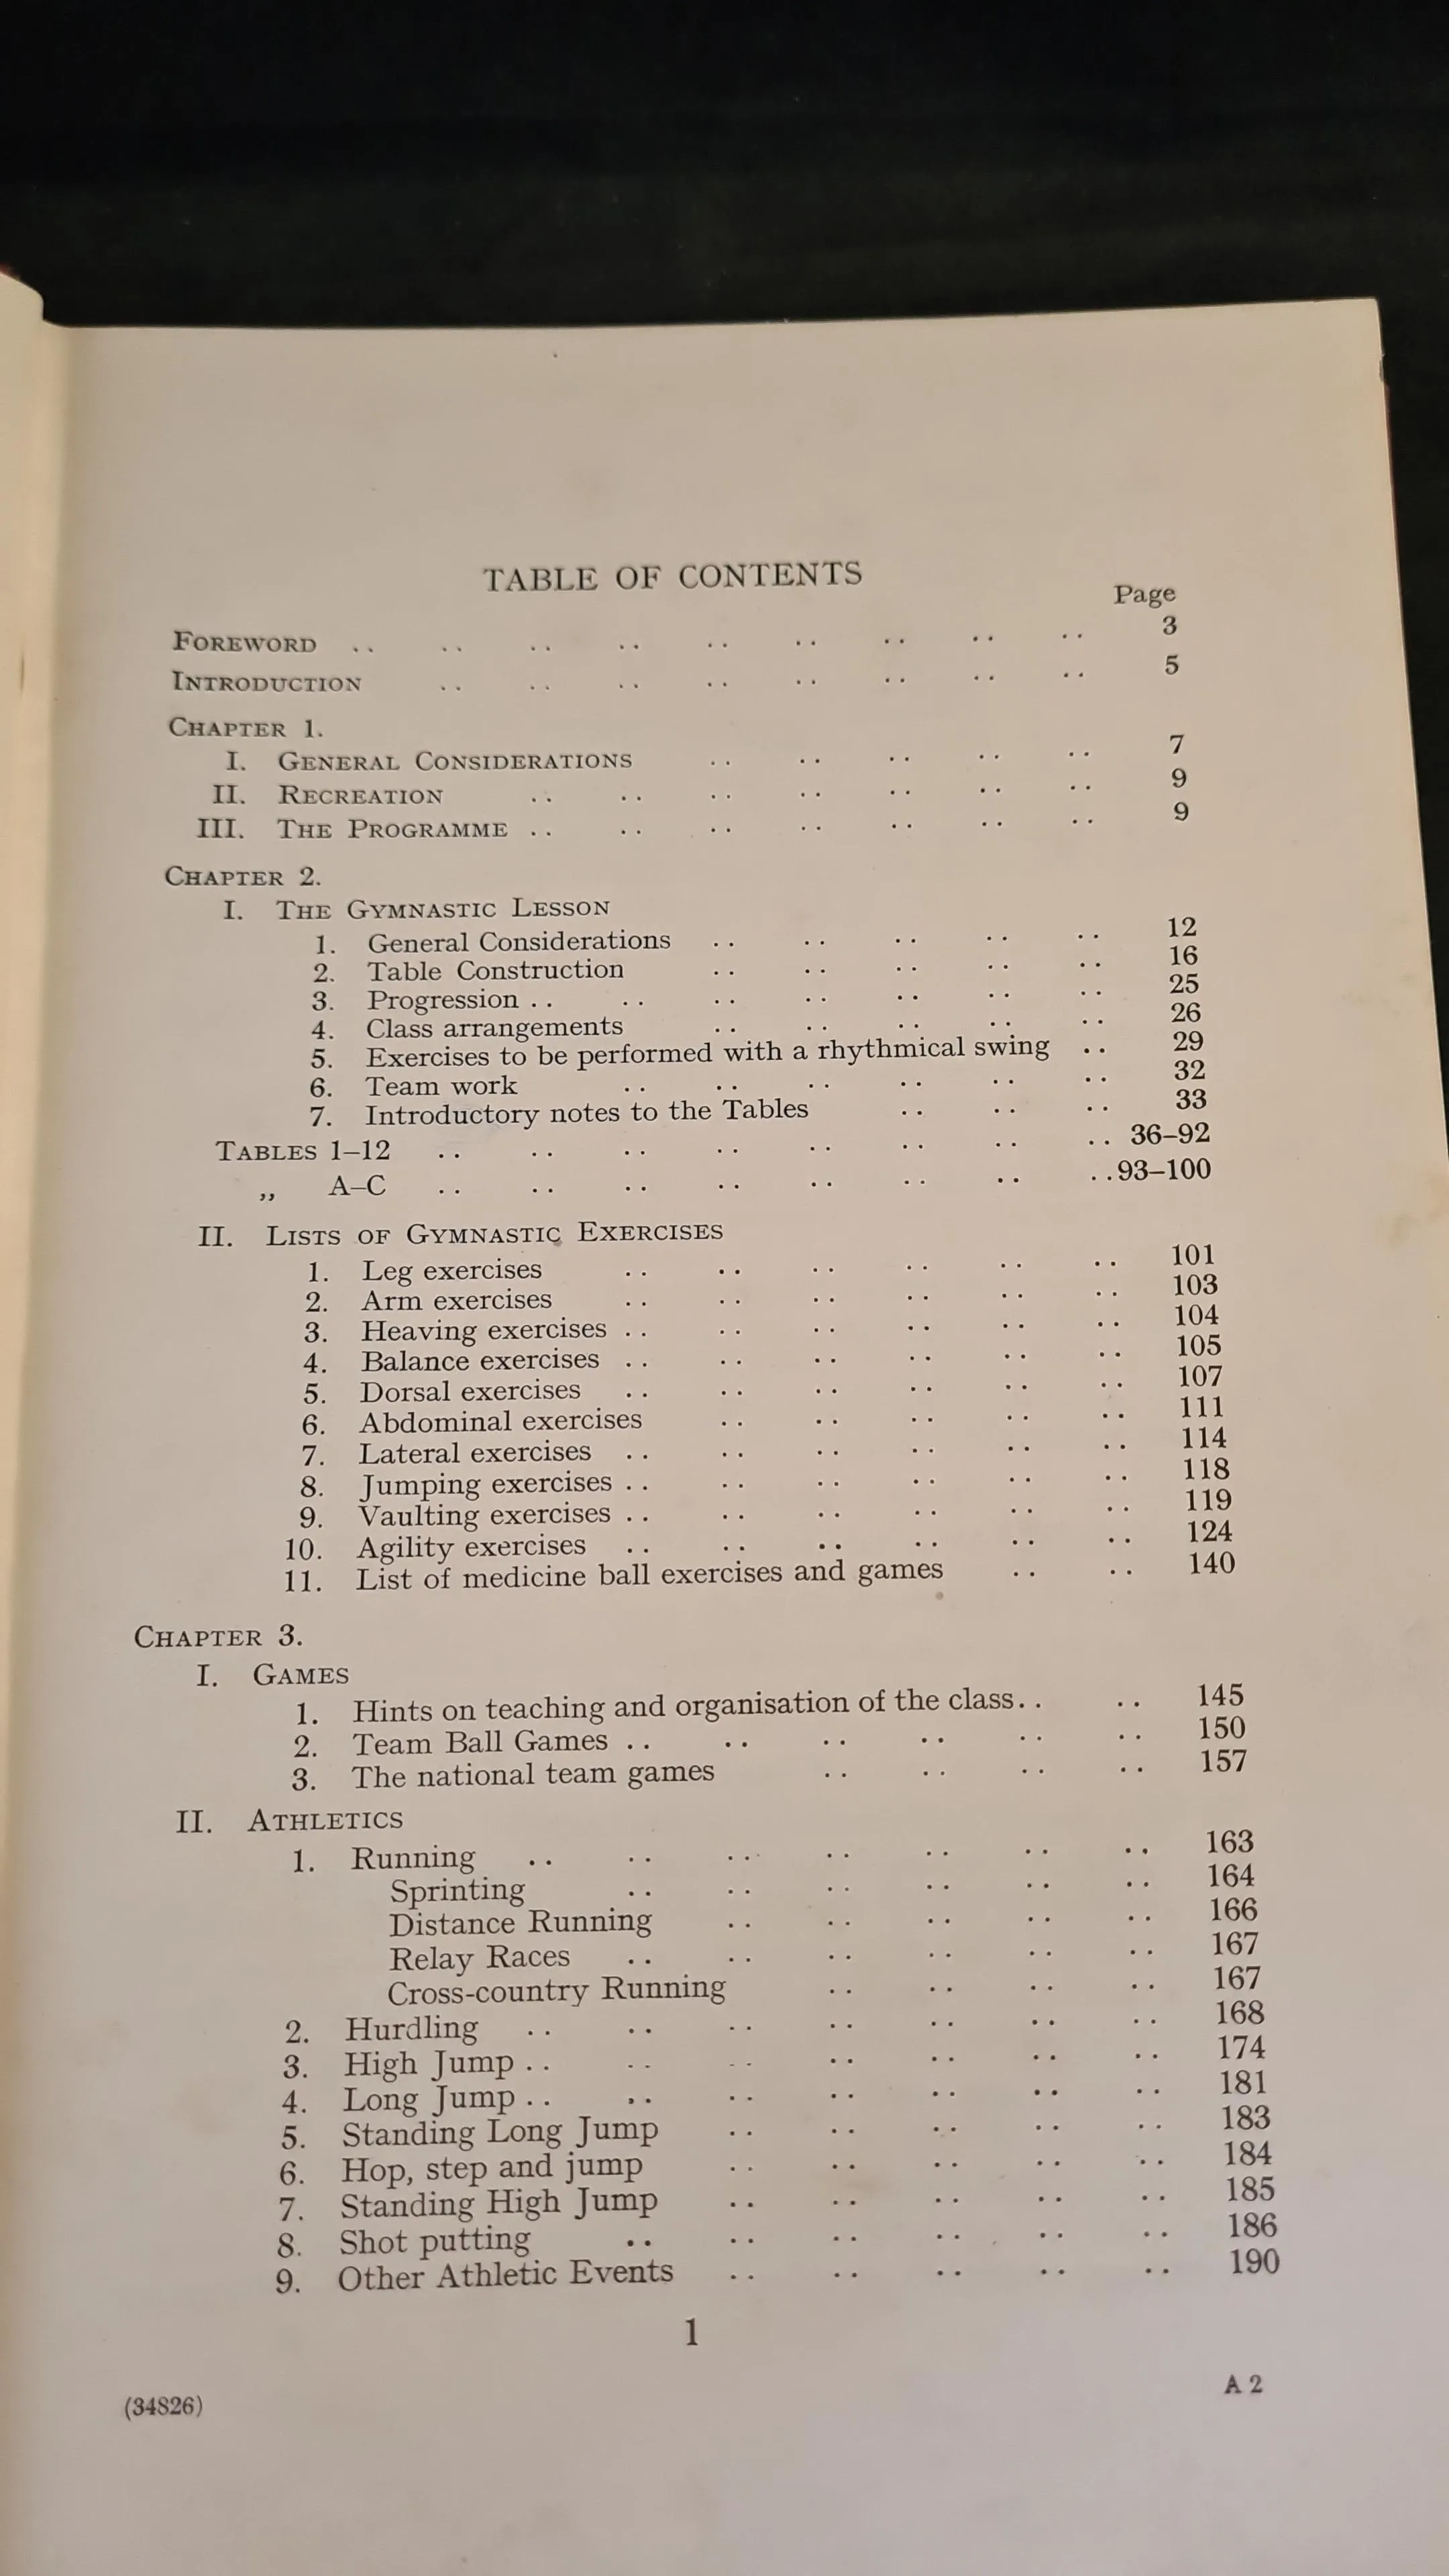 TABLE OF CONTENTS
Page
FOREWORD .. .. .. .. .. .. .. .. .. 3
INTRODUCTION .. .. .. .. .. .. .. .. 5
CHAPTER 1.
I. GENERAL CONSIDERATIONS .. .. .. .. .. 7
II. RECREATION .. .. .. .. .. .. .. 9
III. THE PROGRAMME .. .. .. .. .. .. .. 9
CHAPTER 2.
I. THE GYMNASTIC LESSON
1. General Considerations .. .. .. .. .. 12
2. Table Construction .. .. .. .. .. 16
3. Progression .. .. .. .. .. .. .. 25
4. Class arrangements .. .. .. .. .. 26
5. Exercises to be performed with a rhythmical swing .. 29
6. Team work .. .. .. .. .. .. 32
7. Introductory notes to the Tables .. .. .. 33
TABLES 1–12 .. .. .. .. .. .. .. .. 36–92
„ A–C .. .. .. .. .. .. .. .. 93–100
II. LISTS OF GYMNASTIC EXERCISES
1. Leg exercises .. .. .. .. .. .. 101
2. Arm exercises .. .. .. .. .. .. 103
3. Heaving exercises .. .. .. .. .. .. 104
4. Balance exercises .. .. .. .. .. .. 105
5. Dorsal exercises .. .. .. .. .. .. 107
6. Abdominal exercises .. .. .. .. .. 111
7. Lateral exercises .. .. .. .. .. .. 114
8. Jumping exercises .. .. .. .. .. .. 118
9. Vaulting exercises .. .. .. .. .. .. 119
10. Agility exercises .. .. .. .. .. .. 124
11. List of medicine ball exercises and games .. .. 140
CHAPTER 3.
I. GAMES
1. Hints on teaching and organisation of the class .. .. 145
2. Team Ball Games .. .. .. .. .. .. 150
3. The national team games .. .. .. .. 157
II. ATHLETICS
1. Running .. .. .. .. .. .. .. 163
Sprinting .. .. .. .. .. .. 164
Distance Running .. .. .. .. .. 166
Relay Races .. .. .. .. .. .. 167
Cross-country Running .. .. .. .. 167
2. Hurdling .. .. .. .. .. .. .. 168
3. High Jump .. .. .. .. .. .. .. 174
4. Long Jump .. .. .. .. .. .. .. 181
5. Standing Long Jump .. .. .. .. .. 183
6. Hop, step and jump .. .. .. .. .. 184
7. Standing High Jump .. .. .. .. .. 185
8. Shot putting .. .. .. .. .. .. 186
9. Other Athletic Events .. .. .. .. .. 190
1
(34826) A 2